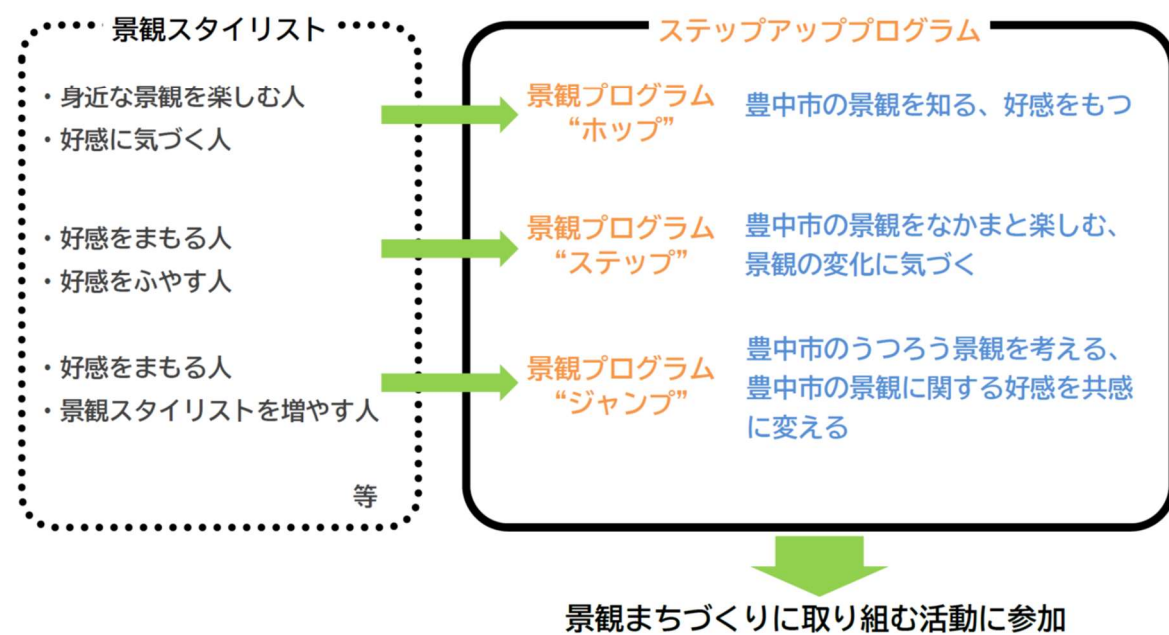 景観スタイリスト
・身近な景観を楽しむ人
・好感に気づく人
・好感をまもる人
・好感をふやす人
・好感をまもる人
・景観スタイリストを増やす人
等
ステップアッププログラム
景観プログラム
“ホップ”
豊中市の景観を知る、好感をもつ
景観プログラム
“ステップ”
豊中市の景観をなかまと楽しむ、
景観の変化に気づく
景観プログラム
“ジャンプ”
豊中市のうつろう景観を考える、
豊中市の景観に関する好感を共感
に変える
景観まちづくりに取り組む活動に参加